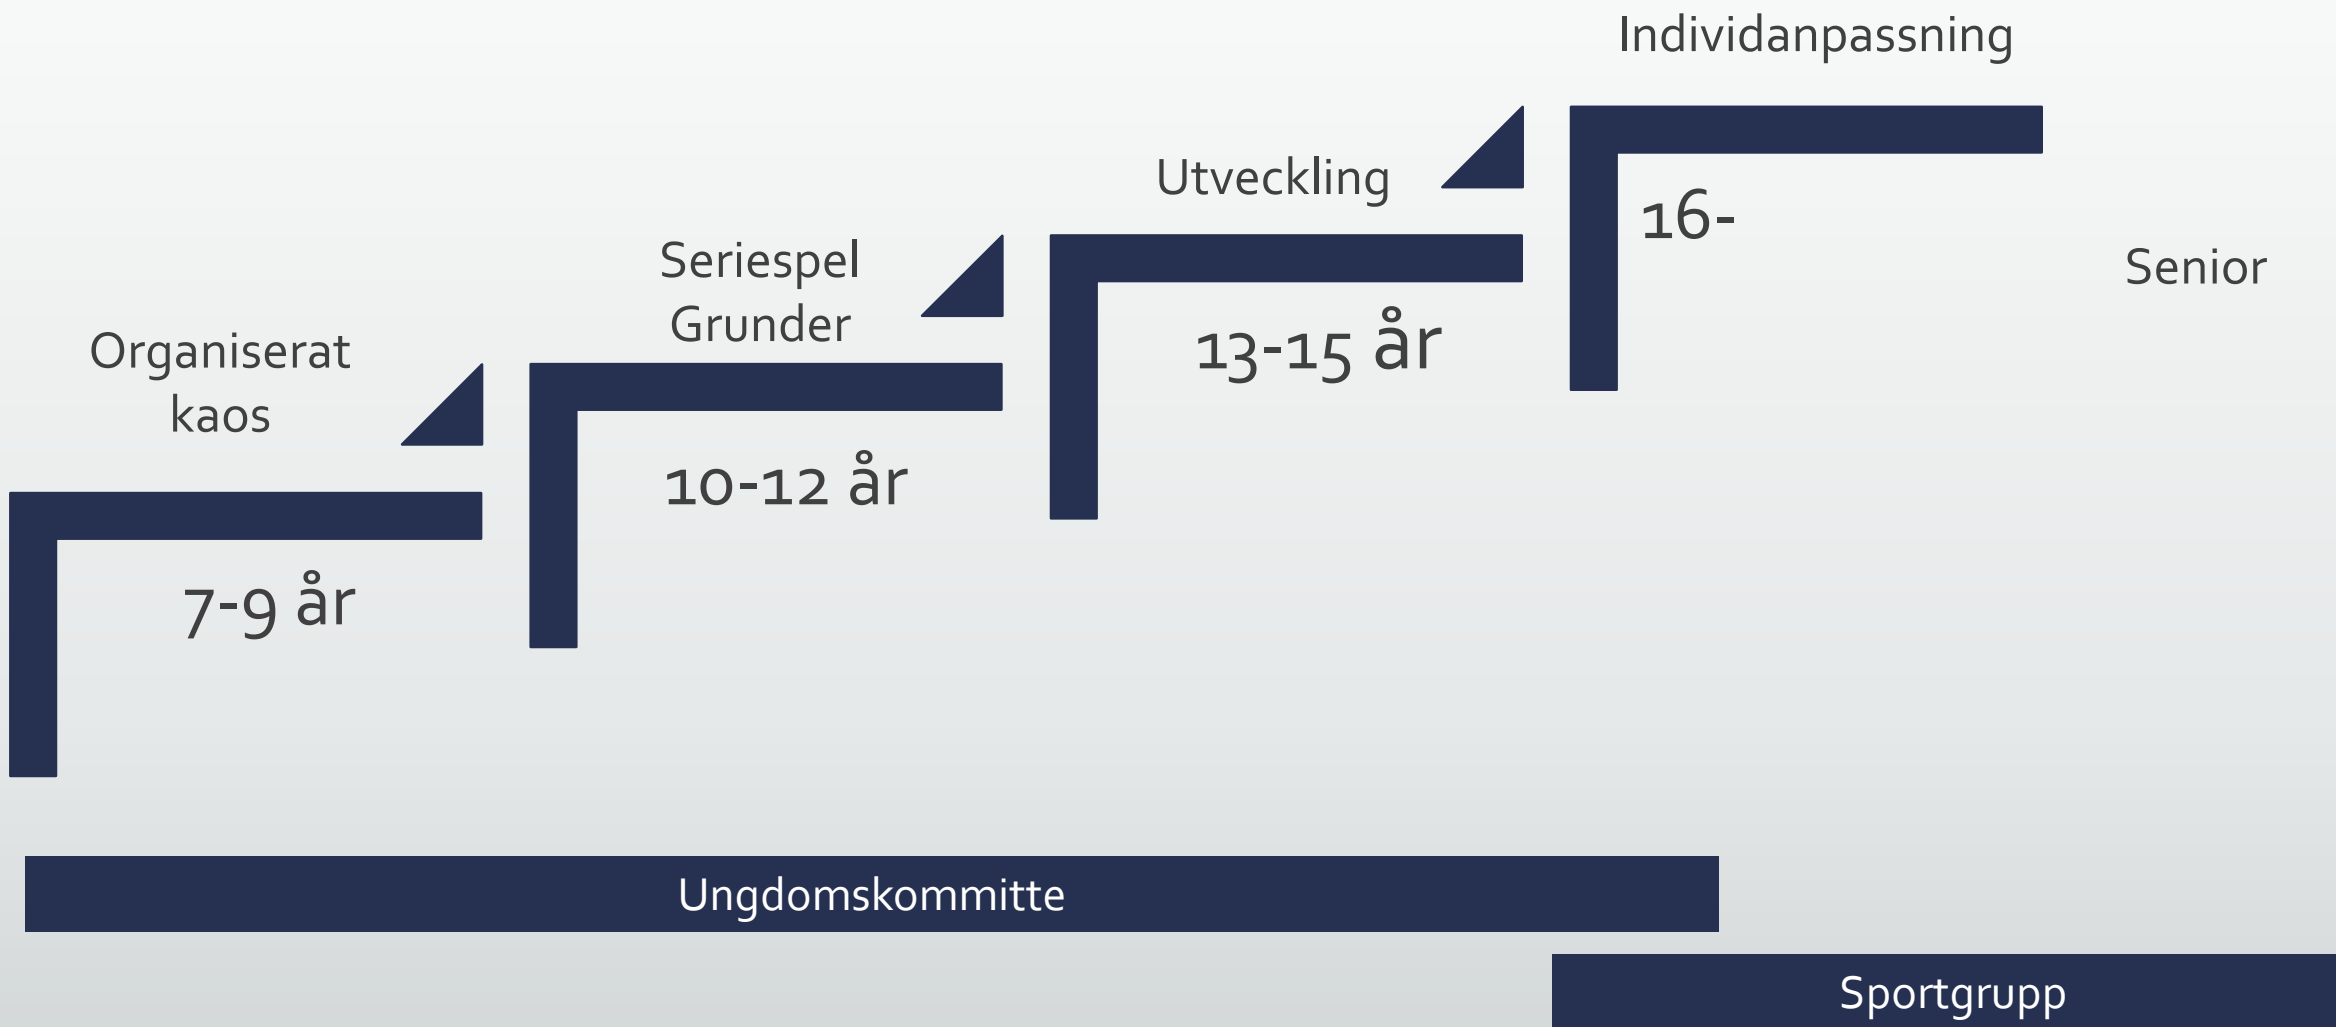 Organiserat
kaos
7-9 år
Seriespel
Grunder
10-12 år
Utveckling
13-15 år
Individanpassning
16-
Senior
Ungdomskommitte
Sportgrupp